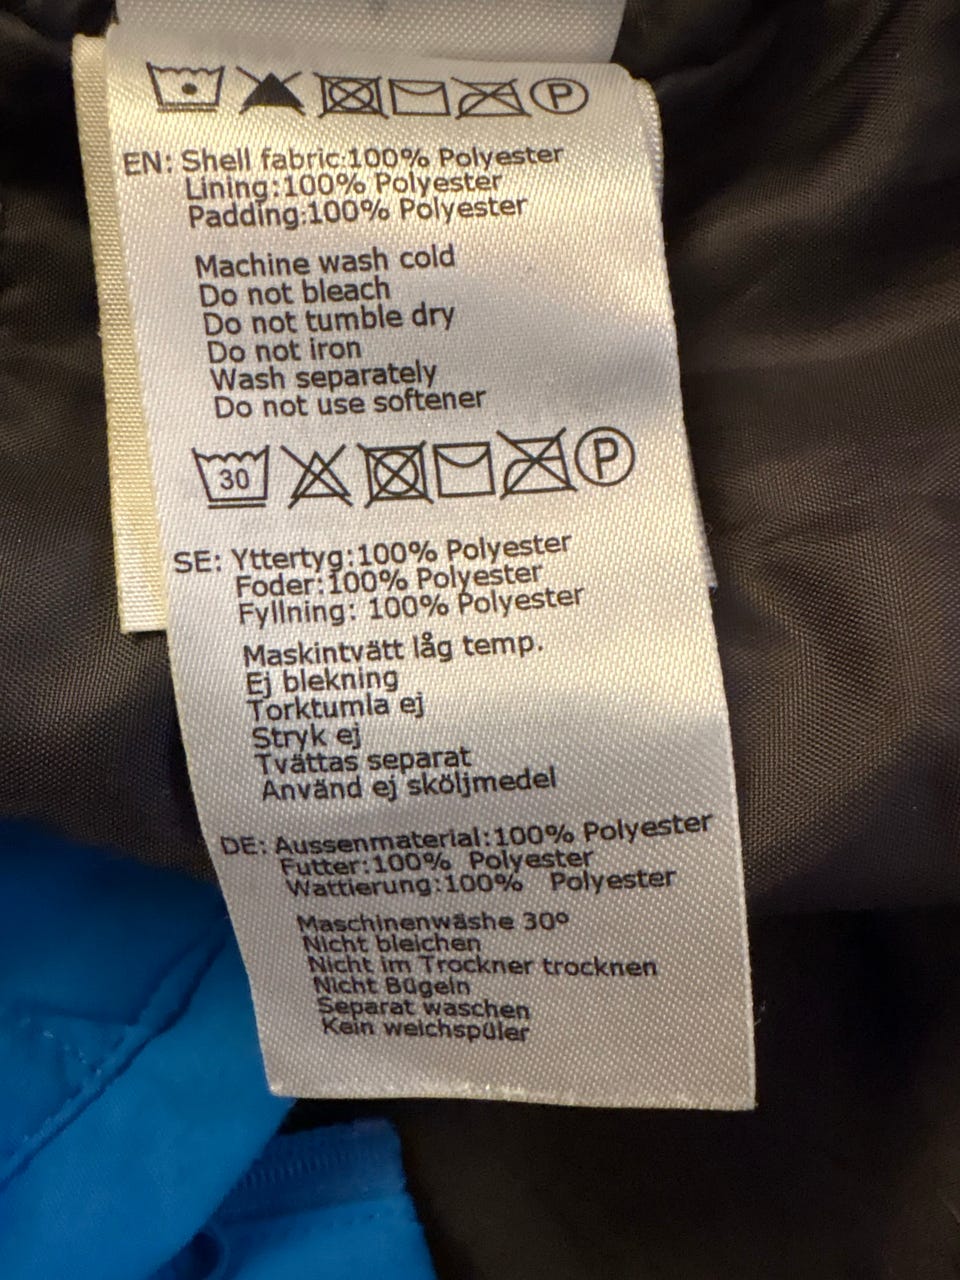 P
EN: Shell fabric:100% Polyester
Lining:100% Polyester
Padding:100% Polyester
Machine wash cold
Do not bleach
Do not tumble dry
Do not iron
Wash separately
Do not use softener
30 P
SE: Yttertyg:100% Polyester
Foder:100% Polyester
Fyllning: 100% Polyester
Maskintvätt låg temp.
Ej blekning
Torktumla ej
Stryk ej
Tvättas separat
Använd ej sköljmedel
DE: Aussenmaterial:100% Polyester
Futter:100% Polyester
Wattierung:100% Polyester
Maschinenwäshe 30º
Nicht bleichen
Nicht im Trockner trocknen
Nicht Bügeln
Separat waschen
Kein weichspüler